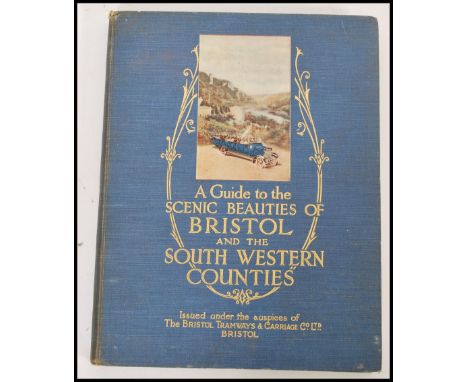 A Guide to the
SCENIC BEAUTIES OF
BRISTOL
AND THE
SOUTH WESTERN
COUNTIES
Issued under the auspices of
The BRISTOL TRAMWAYS & CARRIAGE Co LTD
BRISTOL